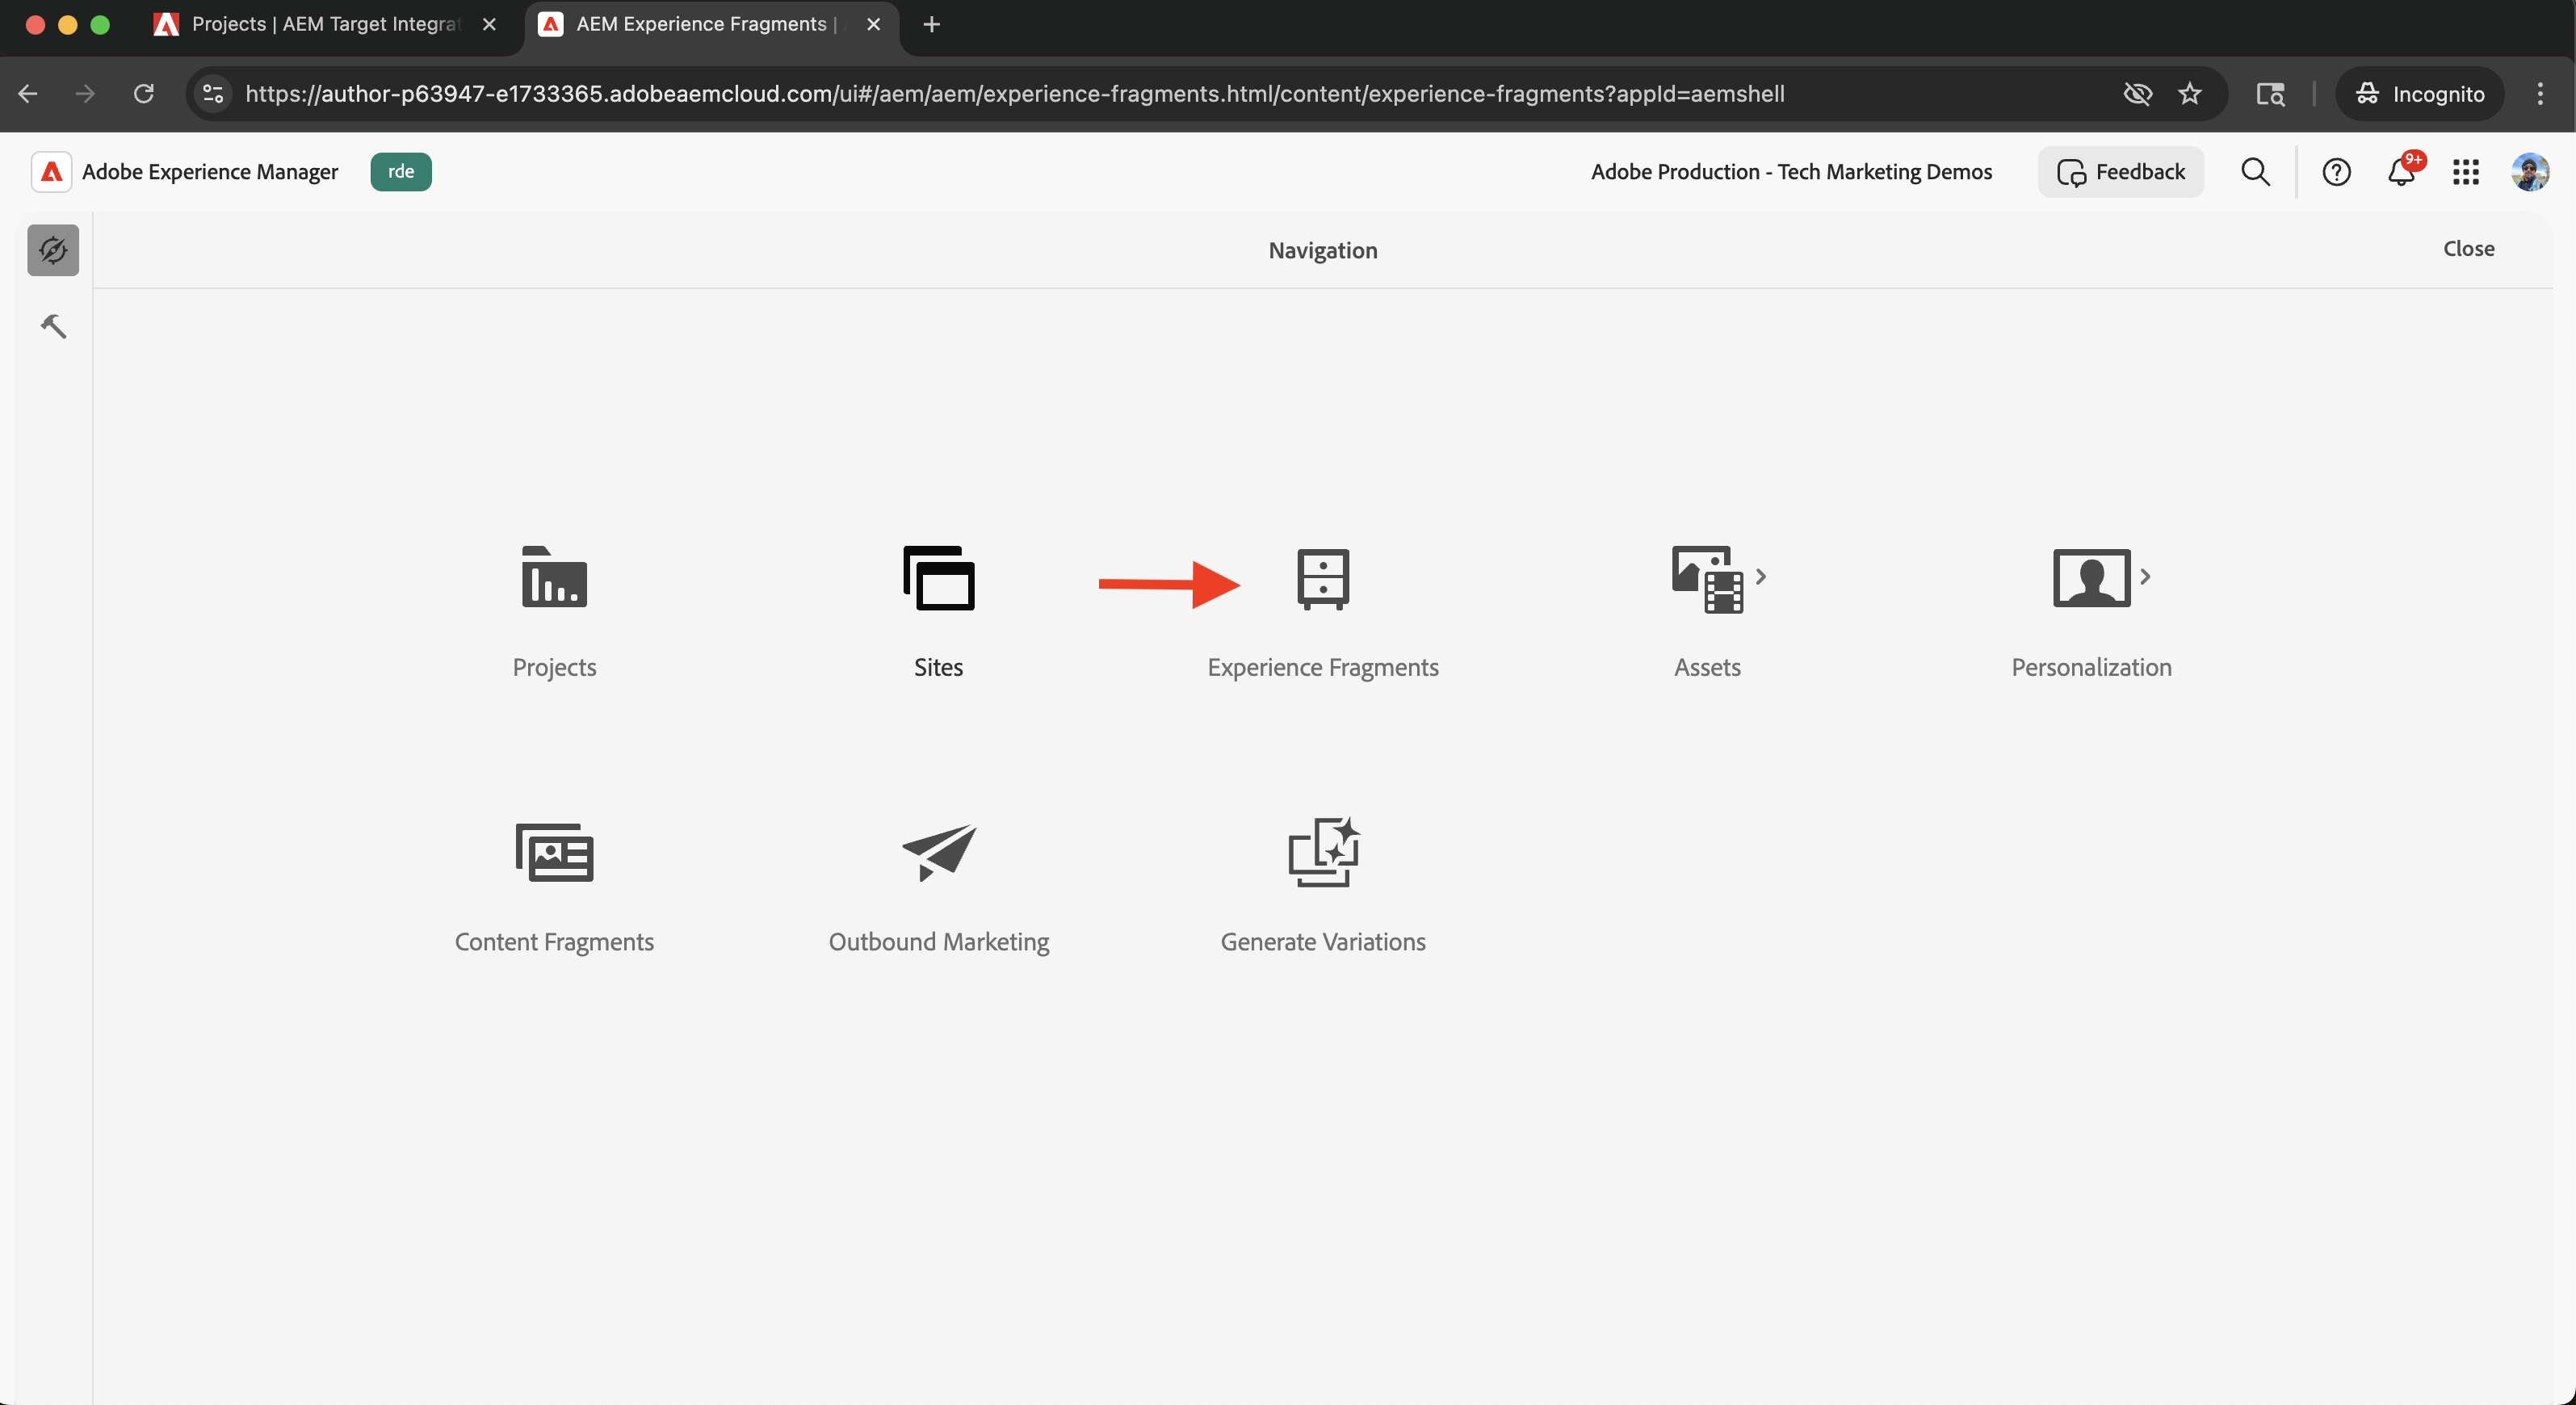 Projects | AEM Target Integrat
AEM Experience Fragments |
https://author-p63947-e1733365.adobeaemcloud.com/ui#/aem/aem/experience-fragments.html/content/experience-fragments?appId=aemshell
Incognito
Adobe Experience Manager
rde
Adobe Production - Tech Marketing Demos
Feedback
9+
Navigation
Close
Projects
Sites
Experience Fragments
Assets
Personalization
Content Fragments
Outbound Marketing
Generate Variations